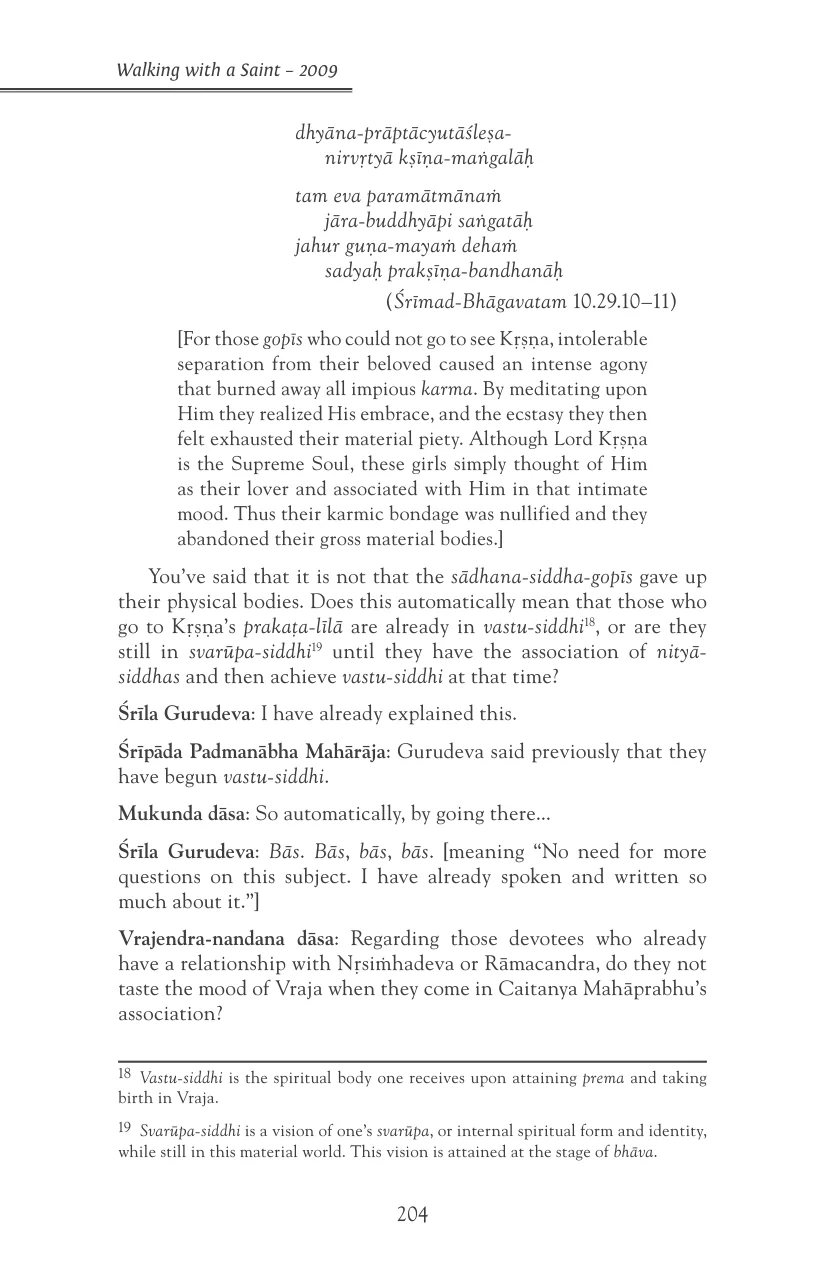 Walking with a Saint – 2009
dhyāna-prāptācyutāśleṣa-
nirvṛtyā kṣīṇa-maṅgalāḥ
tam eva paramātmānaṁ
jāra-buddhyāpi saṅgatāḥ
jahur guṇa-mayaṁ dehaṁ
sadyaḥ prakṣīṇa-bandhanāḥ
(Śrīmad-Bhāgavatam 10.29.10–11)
[For those gopīs who could not go to see Kṛṣṇa, intolerable
separation from their beloved caused an intense agony
that burned away all impious karma. By meditating upon
Him they realized His embrace, and the ecstasy they then
felt exhausted their material piety. Although Lord Kṛṣṇa
is the Supreme Soul, these girls simply thought of Him
as their lover and associated with Him in that intimate
mood. Thus their karmic bondage was nullified and they
abandoned their gross material bodies.]
You’ve said that it is not that the sādhana-siddha-gopīs gave up
their physical bodies. Does this automatically mean that those who
go to Kṛṣṇa’s prakaṭa-līlā are already in vastu-siddhi18, or are they
still in svarūpa-siddhi19 until they have the association of nityā-
siddhas and then achieve vastu-siddhi at that time?
Śrīla Gurudeva: I have already explained this.
Śrīpāda Padmanābha Mahārāja: Gurudeva said previously that they
have begun vastu-siddhi.
Mukunda dāsa: So automatically, by going there...
Śrīla Gurudeva: Bās. Bās, bās, bās. [meaning “No need for more
questions on this subject. I have already spoken and written so
much about it.”]
Vrajendra-nandana dāsa: Regarding those devotees who already
have a relationship with Nṛsiṁhadeva or Rāmacandra, do they not
taste the mood of Vraja when they come in Caitanya Mahāprabhu’s
association?
18 Vastu-siddhi is the spiritual body one receives upon attaining prema and taking
birth in Vraja.
19 Svarūpa-siddhi is a vision of one’s svarūpa, or internal spiritual form and identity,
while still in this material world. This vision is attained at the stage of bhāva.
204